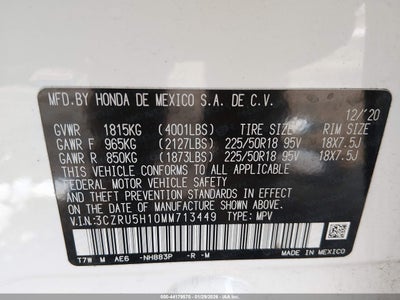 MFD.BY HONDA DE MEXICO S.A. DE C.V.
12/20
GVWR 1815KG (4001LBS) TIRE SIZE RIM SIZE
GAWR F 965KG (2127LBS) 225/50R18 95V 18X7.5J
GAWR R 850KG (1873LBS) 225/50R18 95V 18X7.5J
THIS VEHICLE CONFORMS TO ALL APPLICABLE
FEDERAL MOTOR VEHICLE SAFETY
AND THEFT PREVENTION STANDARDS IN EFFECT
ON THE DATE OF MANUFACTURE SHOWN ABOVE.
V.I.N.:3CZRU5H10MM713449 TYPE: MPV
T7W M AE6 -NH883P -R -M MADE IN MEXICO